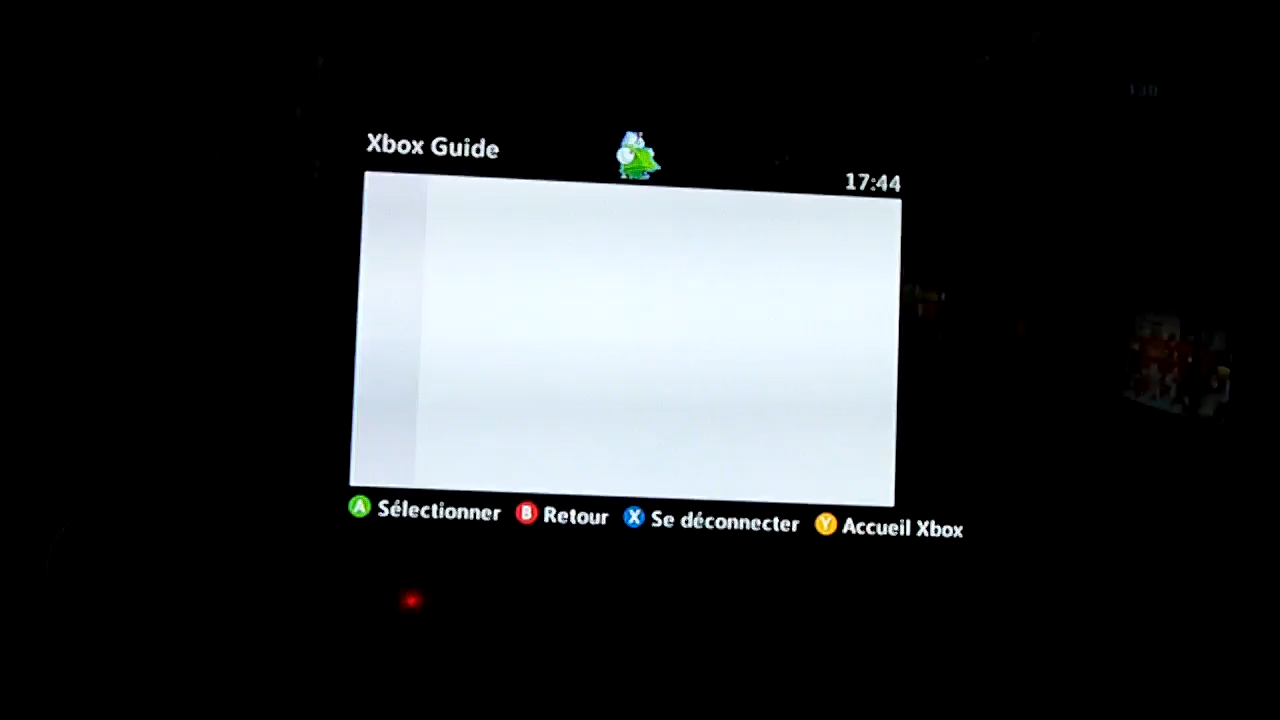 Xbox Guide
17:44
A Sélectionner B Retour X Se déconnecter Y Accueil Xbox